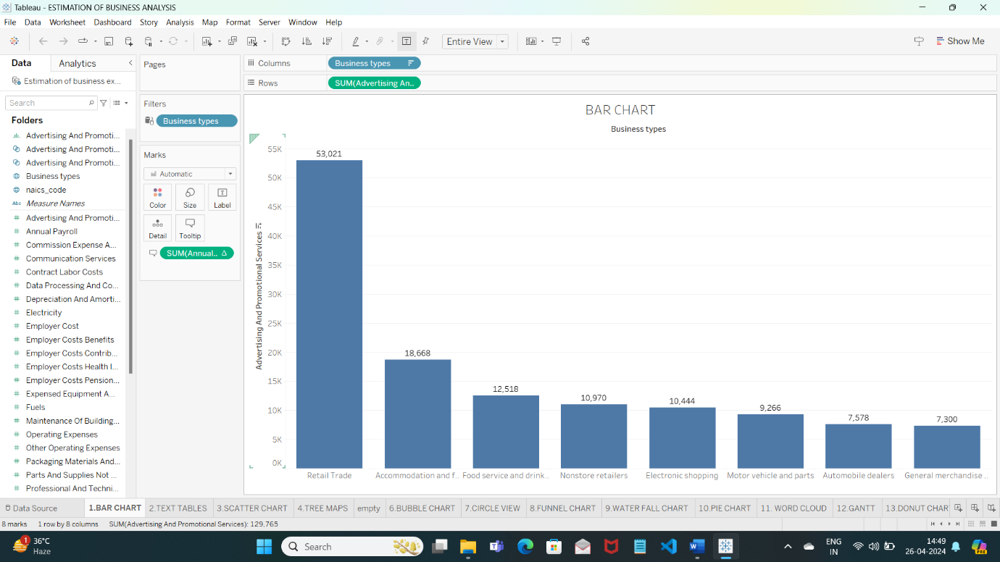 Tableau - ESTIMATION OF BUSINESS ANALYSIS
File Data Worksheet Dashboard Story Analysis Map Format Server Window Help
Entire View
Show Me
Data Analytics
Estimation of business ex...
Search
Folders
Advertising And Promoti...
Advertising And Promoti...
Advertising And Promoti...
Business types
naics_code
Abc Measure Names
Advertising And Promoti...
Annual Payroll
Commission Expense A...
Communication Services
Contract Labor Costs
Data Processing And Co...
Depreciation And Amorti...
Electricity
Employer Cost
Employer Costs Benefits
Employer Costs Contrib...
Employer Costs Health I...
Employer Costs Pension...
Expensed Equipment A...
Fuels
Maintenance Of Building...
Operating Expenses
Other Operating Expenses
Packaging Materials And...
Parts And Supplies Not ...
Professional And Techni...
Pages
Filters
Business types
Marks
Automatic
Color Size Label
Detail Tooltip
SUM(Annual.. Δ
Columns Business types
Rows SUM(Advertising An..
BAR CHART
Business types
Advertising And Promotional Services
55K
50K
45K
40K
35K
30K
25K
20K
15K
10K
5K
0K
53,021
18,668
12,518
10,970
10,444
9,266
7,578
7,300
Retail Trade Accommodation and f.. Food service and drink.. Nonstore retailers Electronic shopping Motor vehicle and parts Automobile dealers General merchandise ..
Data Source 1.BAR CHART 2.TEXT TABLES 3.SCATTER CHART 4.TREE MAPS empty 6.BUBBLE CHART 7.CIRCLE VIEW 8.FUNNEL CHART 9.WATER FALL CHART 10.PIE CHART 11. WORD CLOUD 12.GANTT 13.DONUT CHAR
8 marks 1 row by 8 columns SUM(Advertising And Promotional Services): 129,765
1 36°C
Haze
Search
ENG
IN
14:49
26-04-2024
PRE